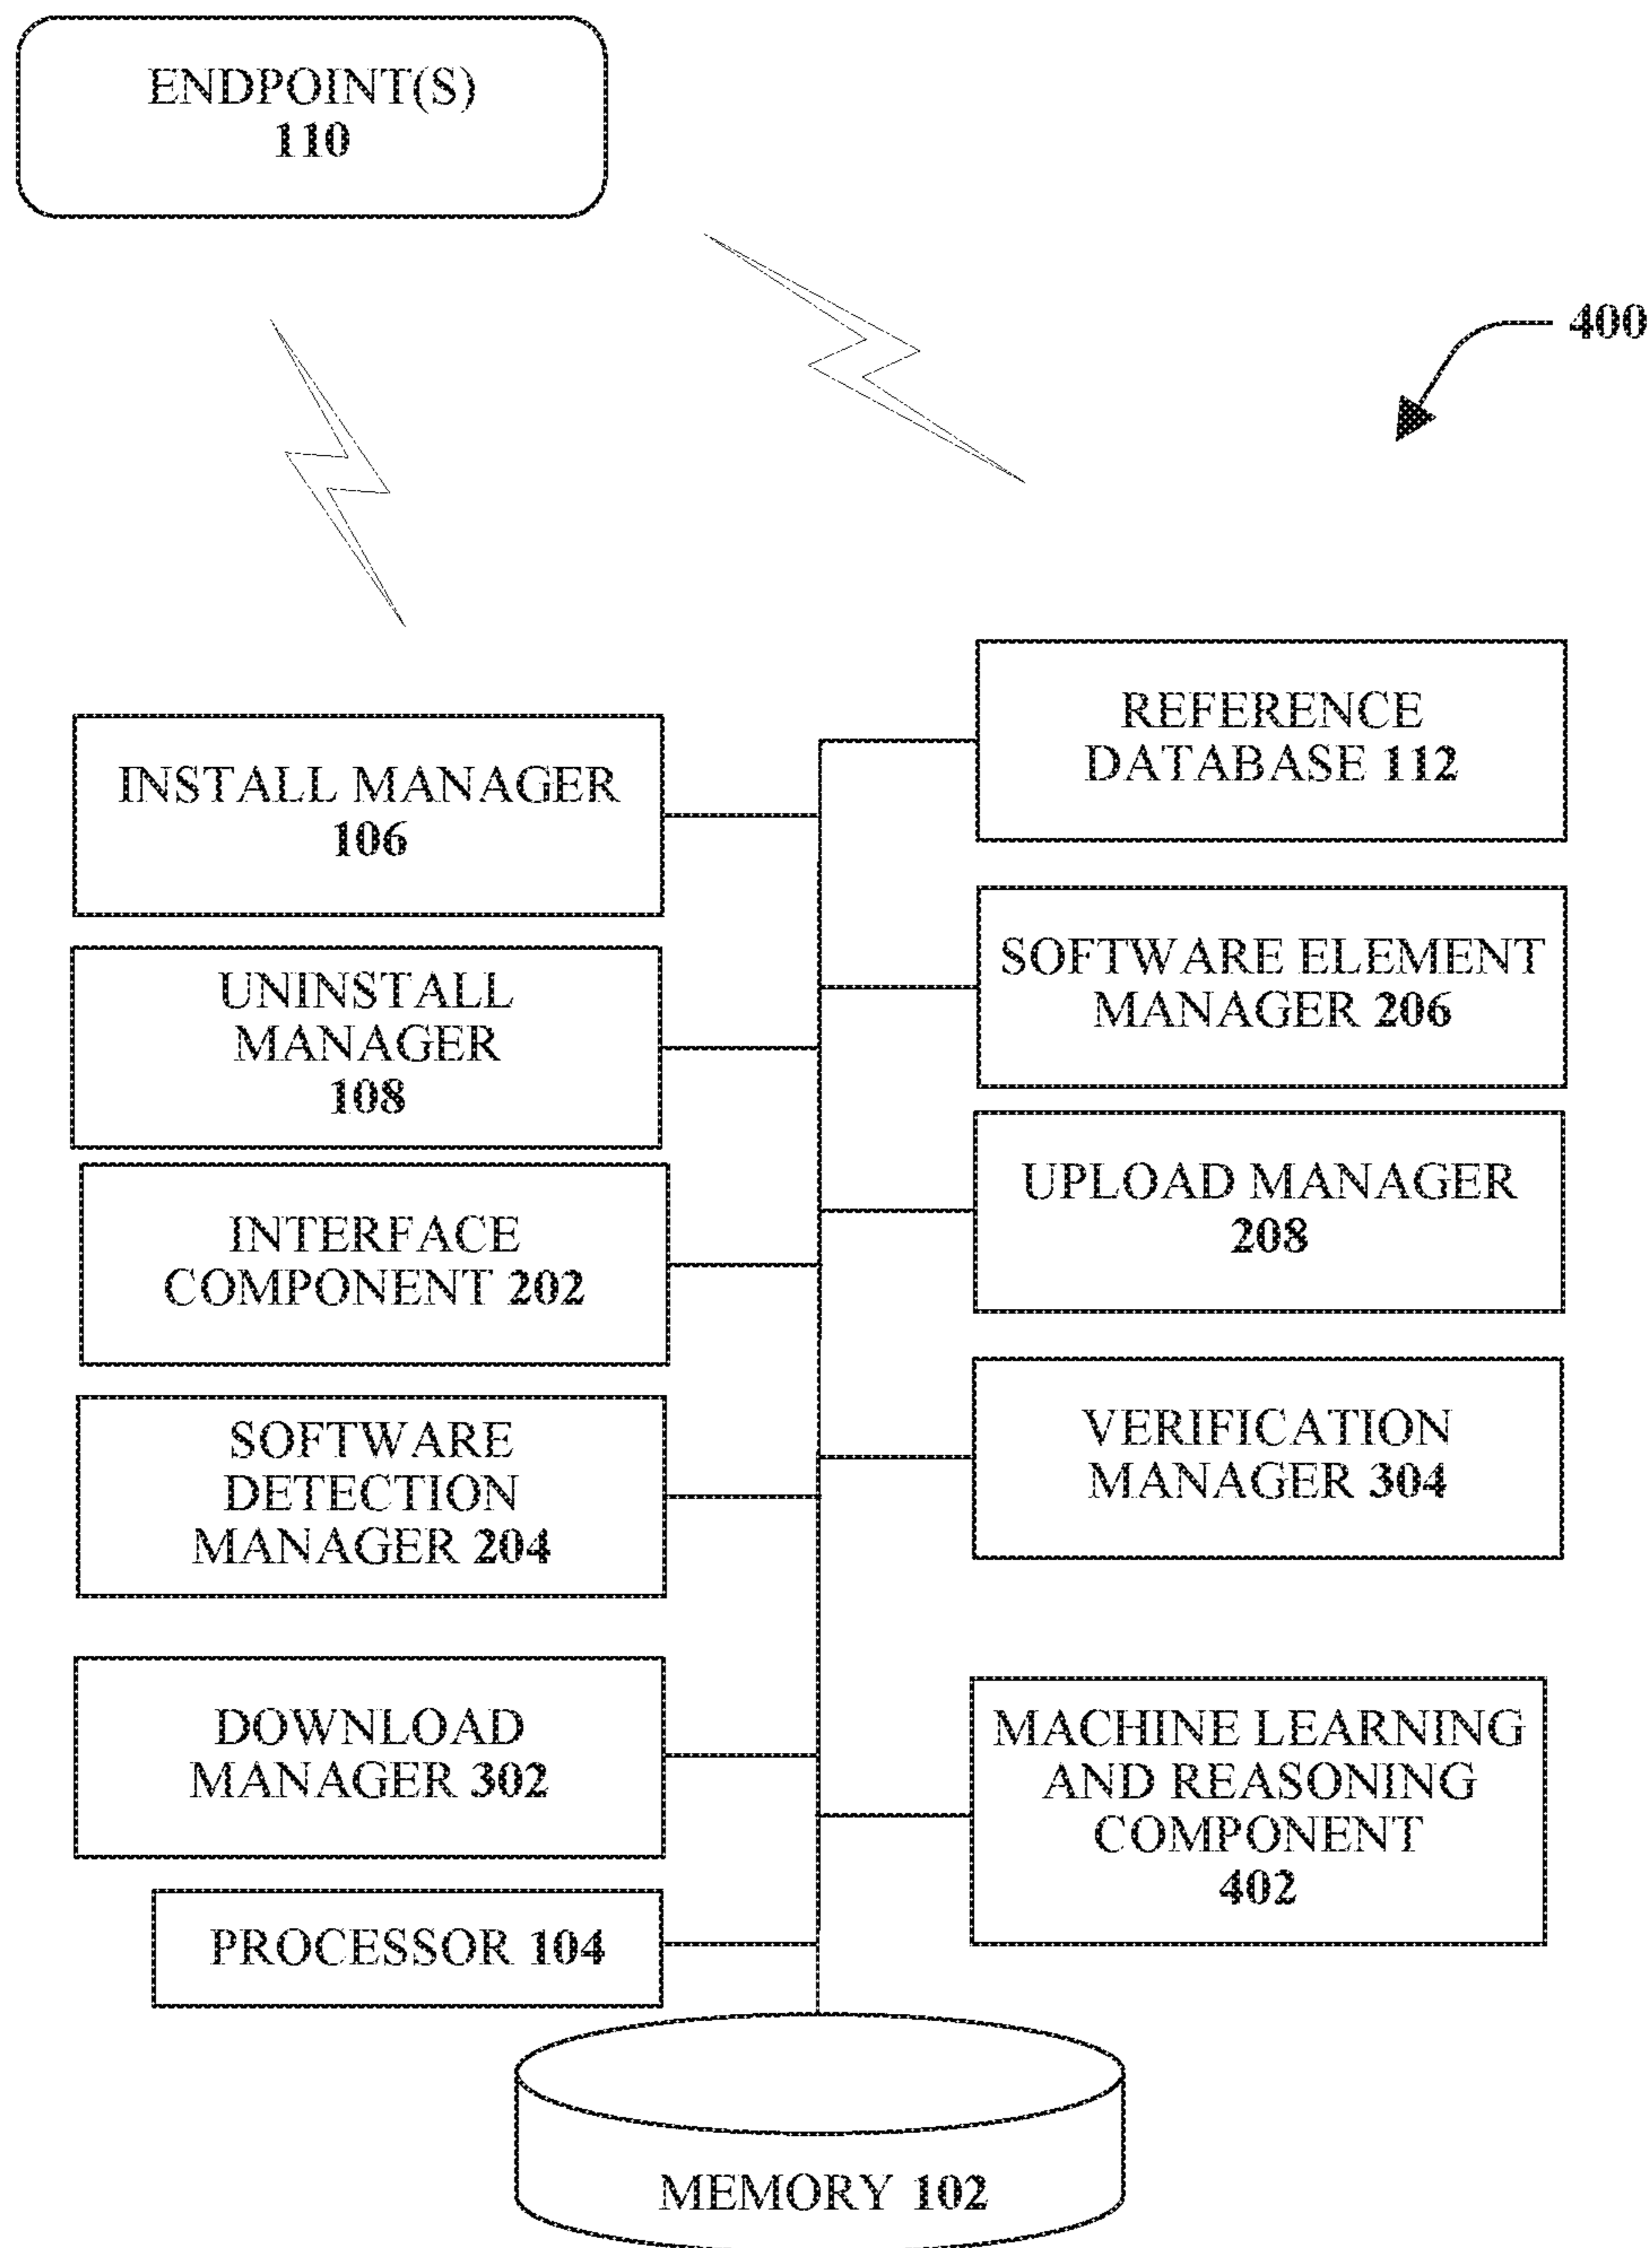 ENDPOINT(S)
110
400
INSTALL MANAGER
106
UNINSTALL
MANAGER
108
INTERFACE
COMPONENT 202
SOFTWARE
DETECTION
MANAGER 204
DOWNLOAD
MANAGER 302
PROCESSOR 104
REFERENCE
DATABASE 112
SOFTWARE ELEMENT
MANAGER 206
UPLOAD MANAGER
208
VERIFICATION
MANAGER 304
MACHINE LEARNING
AND REASONING
COMPONENT
402
MEMORY 102